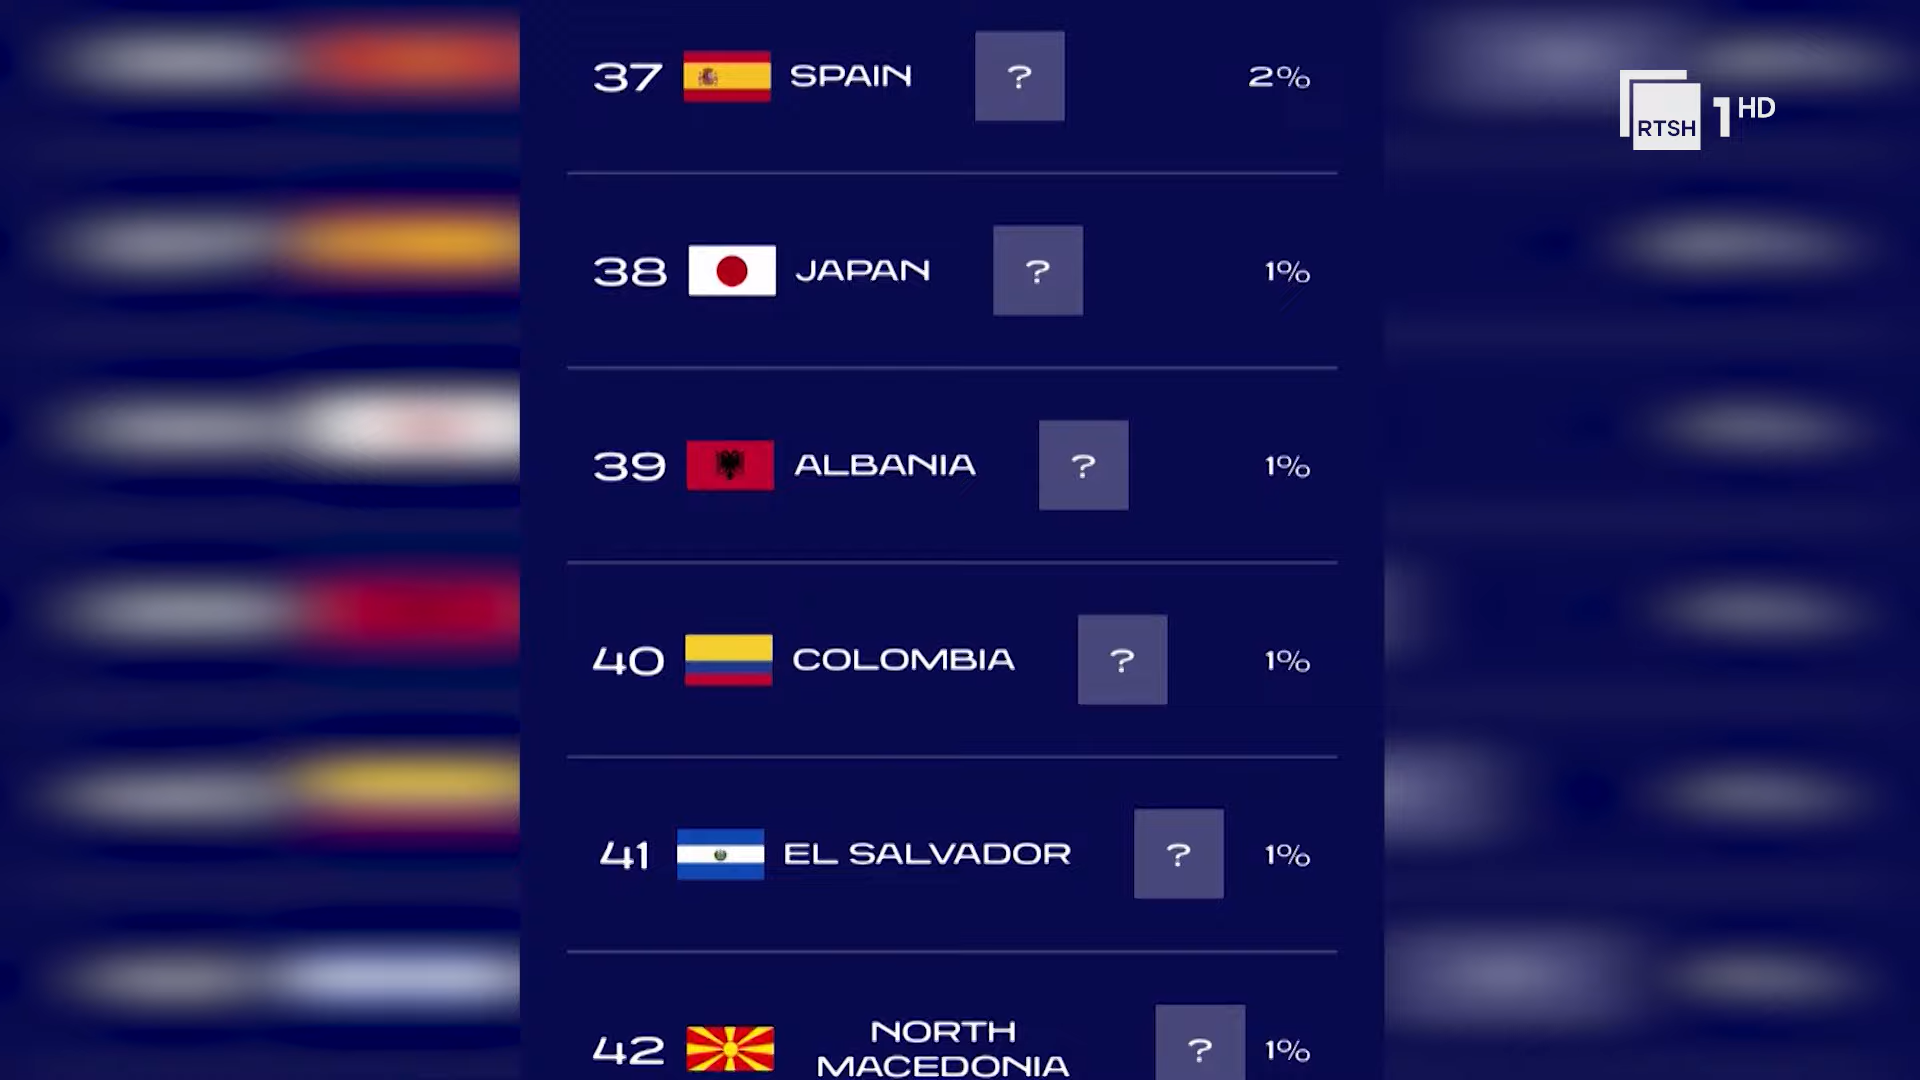 37 SPAIN ? 2%
RTSH 1 HD
38 JAPAN ? 1%
39 ALBANIA ? 1%
40 COLOMBIA ? 1%
41 EL SALVADOR ? 1%
42 NORTH MACEDONIA ? 1%